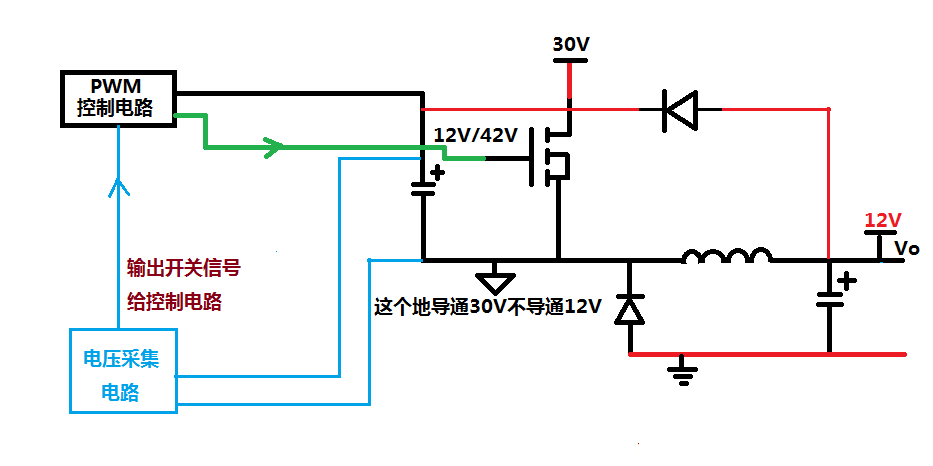 30V
PWM
控制电路
12V/42V
12V
Vo
输出开关信号
给控制电路
这个地导通30V不导通12V
电压采集
电路